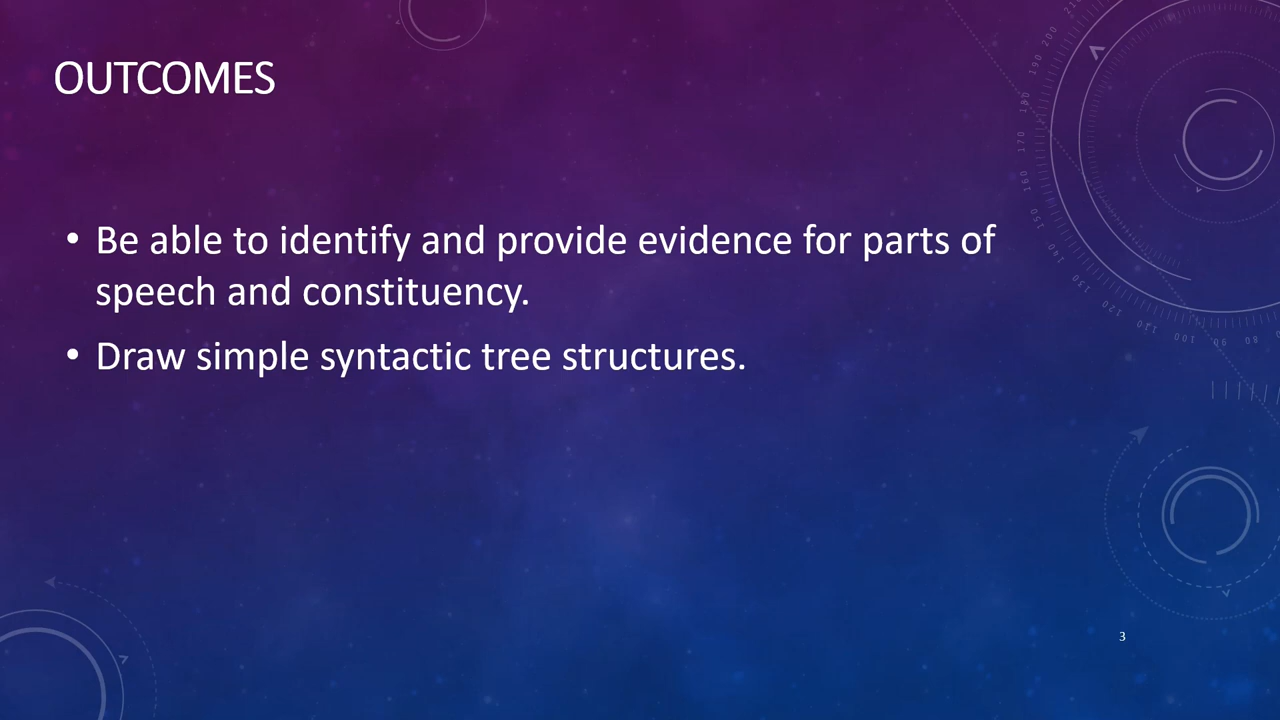 OUTCOMES
• Be able to identify and provide evidence for parts of
speech and constituency.
• Draw simple syntactic tree structures.
3